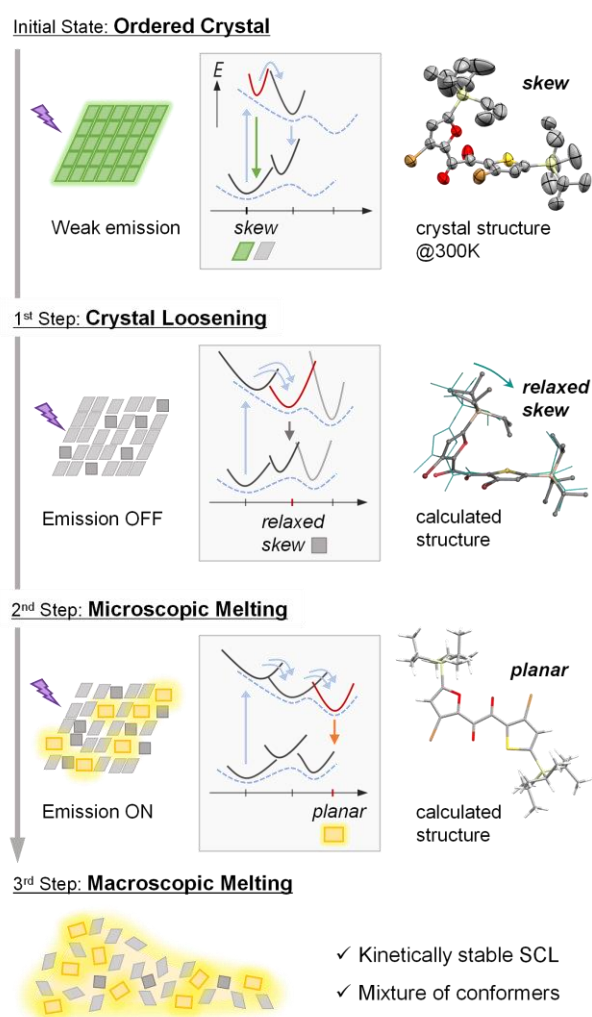 Initial State: Ordered Crystal
E
skew
Weak emission
skew
crystal structure
@300K
1st Step: Crystal Loosening
relaxed
skew
Emission OFF
relaxed
skew
calculated
structure
2nd Step: Microscopic Melting
planar
Emission ON
planar
calculated
structure
3rd Step: Macroscopic Melting
✓ Kinetically stable SCL
✓ Mixture of conformers